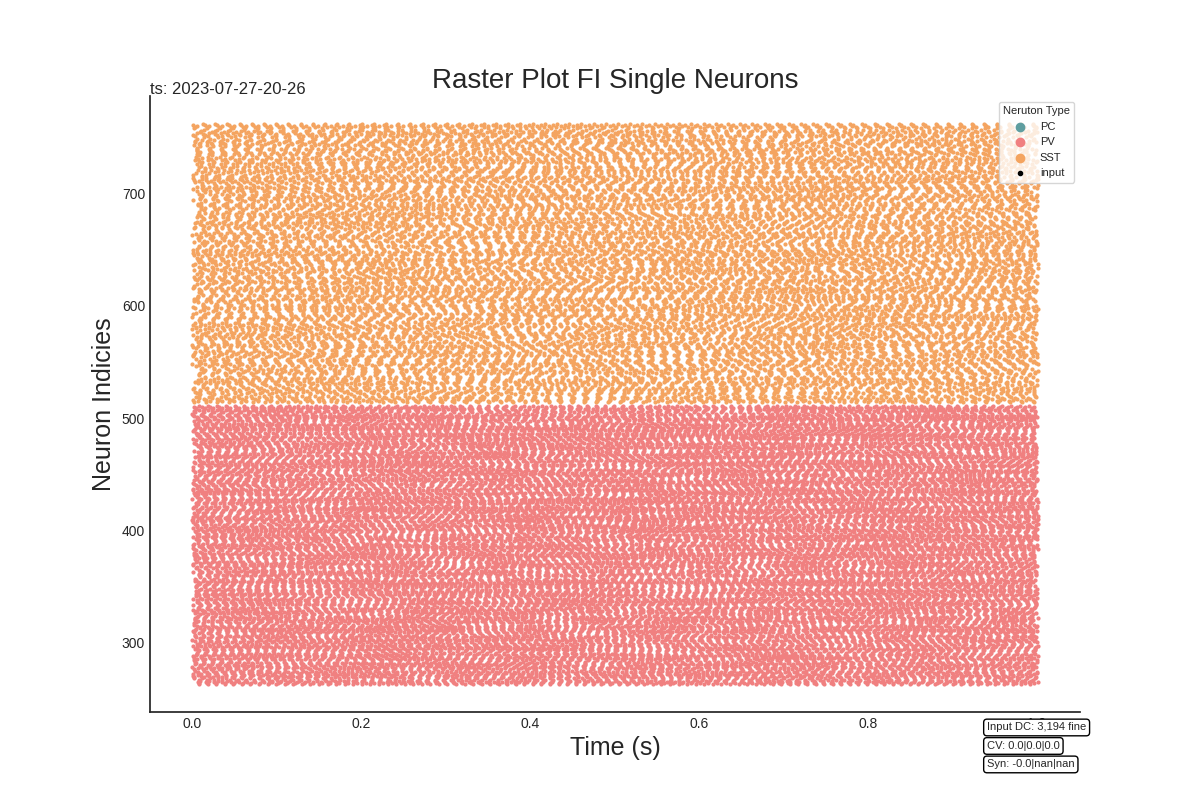 Raster Plot FI Single Neurons
ts: 2023-07-27-20-26
Neruton Type
PC
PV
SST
input
700
600
500
400
300
Neuron Indicies
0.0
0.2
0.4
0.6
0.8
Time (s)
Input DC: 3,194 fine
CV: 0.0|0.0|0.0
Syn: -0.0|nan|nan